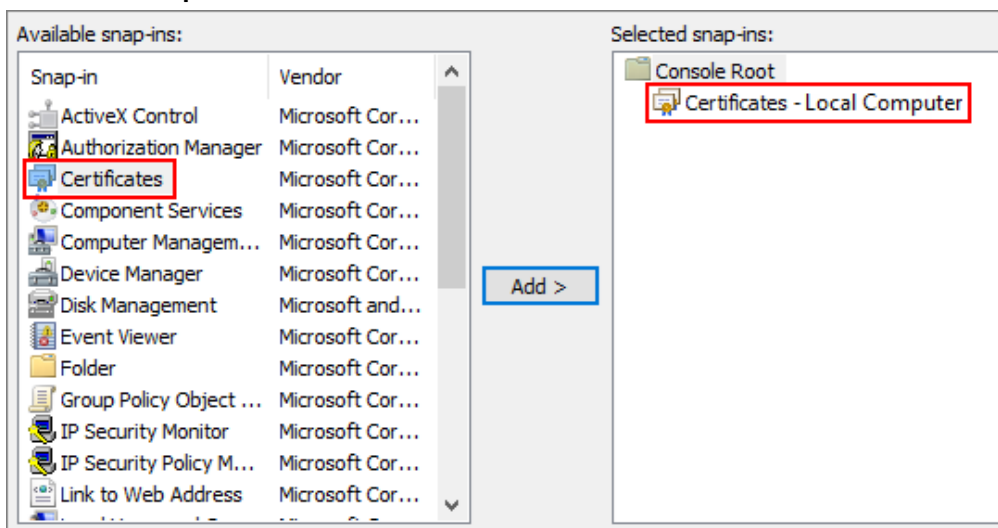 Available snap-ins:
Selected snap-ins:
Snap-in Vendor
ActiveX Control Microsoft Cor...
Authorization Manager Microsoft Cor...
Certificates Microsoft Cor...
Component Services Microsoft Cor...
Computer Managem... Microsoft Cor...
Device Manager Microsoft Cor...
Disk Management Microsoft and...
Event Viewer Microsoft Cor...
Folder Microsoft Cor...
Group Policy Object ... Microsoft Cor...
IP Security Monitor Microsoft Cor...
IP Security Policy M... Microsoft Cor...
Link to Web Address Microsoft Cor...
Add >
Console Root
Certificates - Local Computer